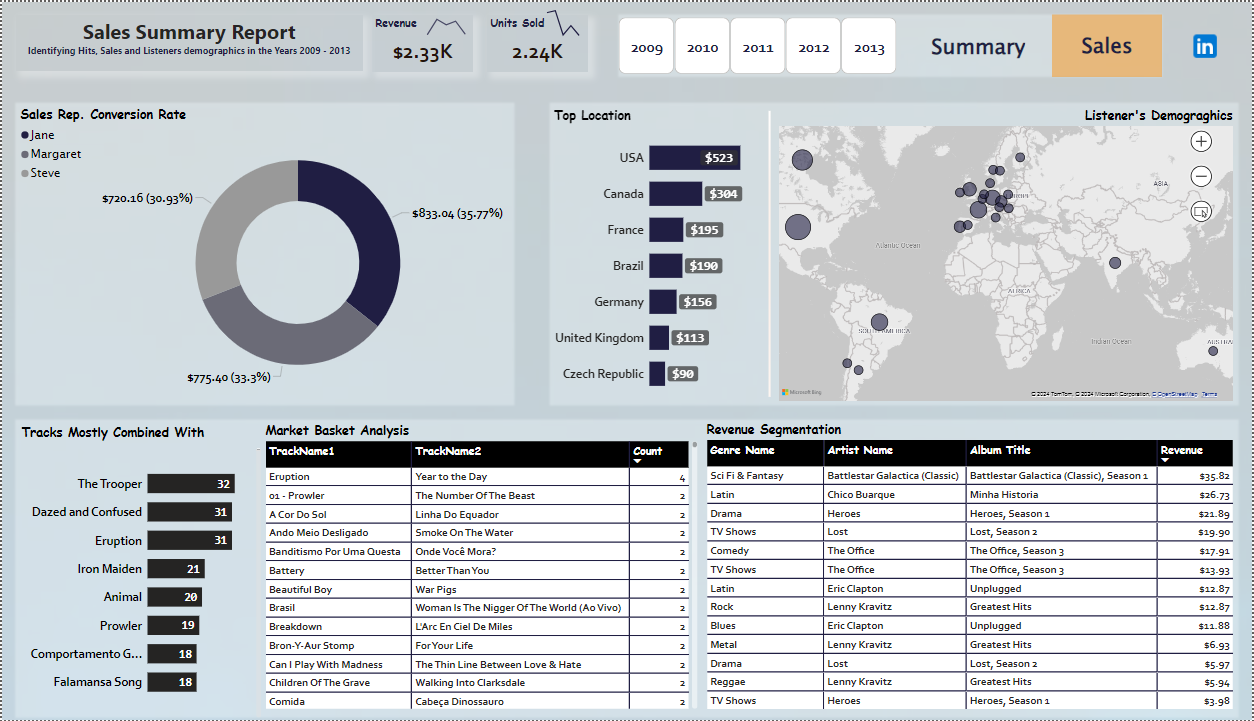 Sales Summary Report
Identifying Hits, Sales and Listeners demographics in the Years 2009 - 2013
Revenue
$2.33K
Units Sold
2.24K
2009 2010 2011 2012 2013
Summary
Sales
in
Sales Rep. Conversion Rate
Jane
Margaret
Steve
$720.16 (30.93%)
$833.04 (35.77%)
$775.40 (33.3%)
Top Location
USA $523
Canada $304
France $195
Brazil $190
Germany $156
United Kingdom $113
Czech Republic $90
Listener's Demographics
ASIA
Atlantic Ocean
AFRICA
SOUTH AMERICA
Indian Ocean
Microsoft Bing
© 2024 TomTom, © 2024 Microsoft Corporation, © OpenStreetMap Terms
Tracks Mostly Combined With
The Trooper 32
Dazed and Confused 31
Eruption 31
Iron Maiden 21
Animal 20
Prowler 19
Comportamento G... 18
Falamansa Song 18
Market Basket Analysis
TrackName1 TrackName2 Count
Eruption Year to the Day 4
01 - Prowler The Number Of The Beast 2
A Cor Do Sol Linha Do Equador 2
Ando Meio Desligado Smoke On The Water 2
Banditismo Por Uma Questa Onde Você Mora? 2
Battery Better Than You 2
Beautiful Boy War Pigs 2
Brasil Woman Is The Nigger Of The World (Ao Vivo) 2
Breakdown L'Arc En Ciel De Miles 2
Bron-Y-Aur Stomp For Your Life 2
Can I Play With Madness The Thin Line Between Love & Hate 2
Children Of The Grave Walking Into Clarksdale 2
Comida Cabeça Dinossauro 2
Revenue Segmentation
Genre Name Artist Name Album Title Revenue
Sci Fi & Fantasy Battlestar Galactica (Classic) Battlestar Galactica (Classic), Season 1 $35.82
Latin Chico Buarque Minha Historia $26.73
Drama Heroes Heroes, Season 1 $21.89
TV Shows Lost Lost, Season 2 $19.90
Comedy The Office The Office, Season 3 $17.91
TV Shows The Office The Office, Season 3 $13.93
Latin Eric Clapton Unplugged $12.87
Rock Lenny Kravitz Greatest Hits $12.87
Blues Eric Clapton Unplugged $11.88
Metal Lenny Kravitz Greatest Hits $6.93
Drama Lost Lost, Season 2 $5.97
Reggae Lenny Kravitz Greatest Hits $5.94
TV Shows Heroes Heroes, Season 1 $3.98